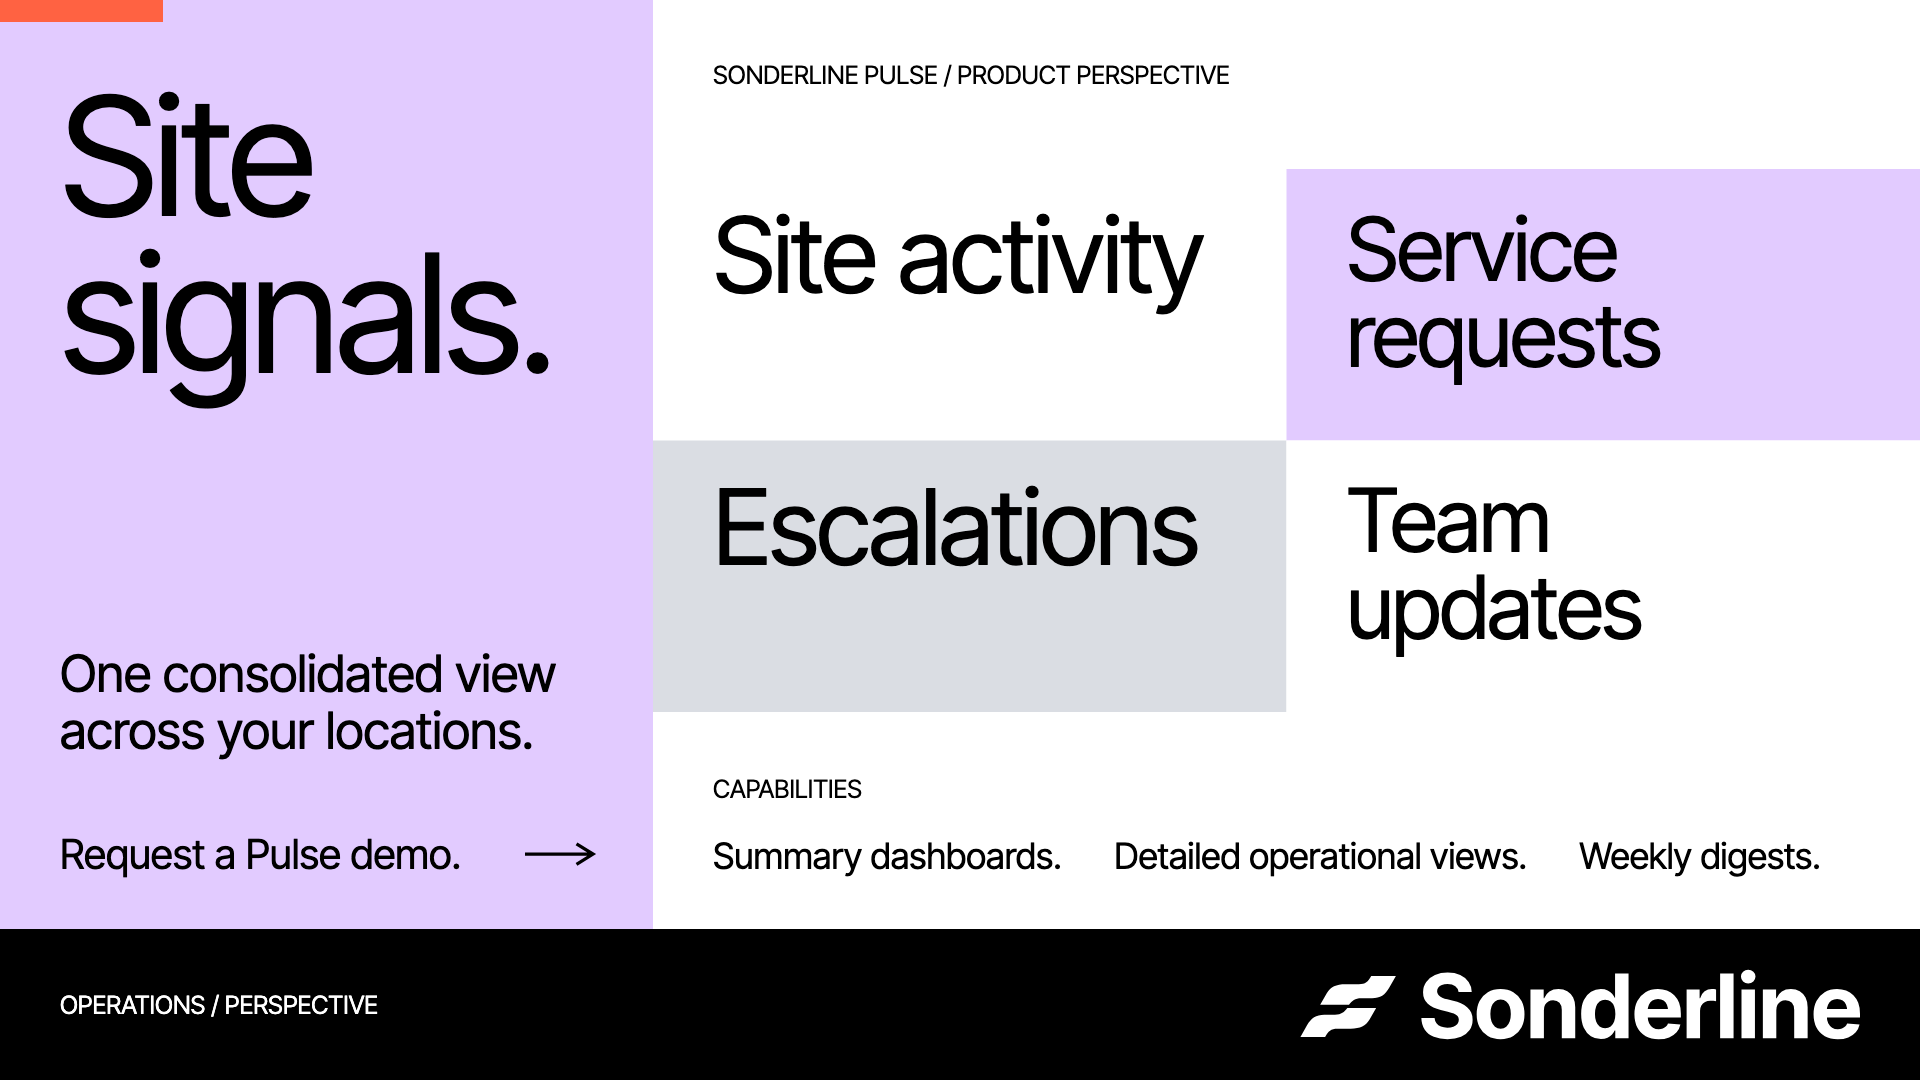 Site
signals.
One consolidated view
across your locations.
Request a Pulse demo.
SONDERLINE PULSE / PRODUCT PERSPECTIVE
Site activity
Service
requests
Escalations
Team
updates
CAPABILITIES
Summary dashboards.
Detailed operational views.
Weekly digests.
OPERATIONS / PERSPECTIVE
Sonderline